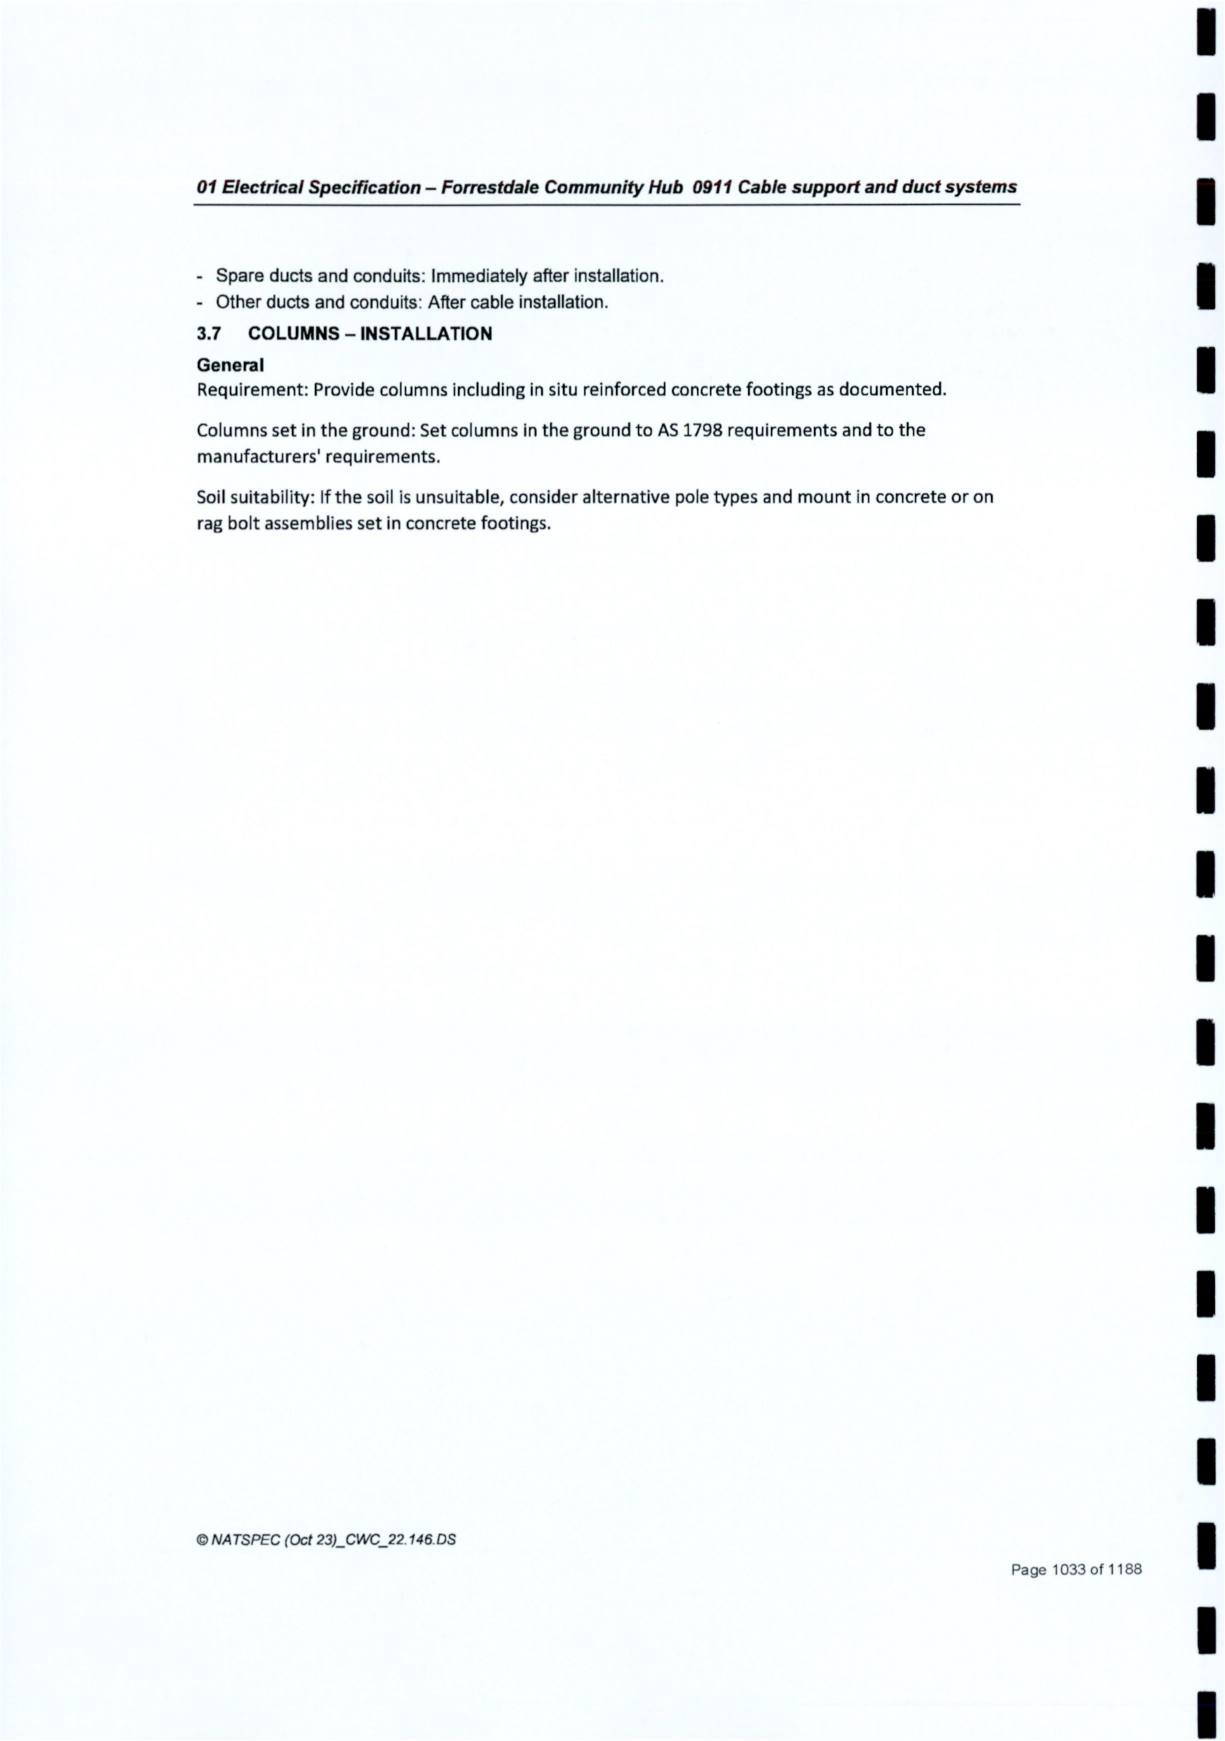 01 Electrical Specification – Forrestdale Community Hub 0911 Cable support and duct systems
- Spare ducts and conduits: Immediately after installation.
- Other ducts and conduits: After cable installation.
3.7 COLUMNS – INSTALLATION
General
Requirement: Provide columns including in situ reinforced concrete footings as documented.
Columns set in the ground: Set columns in the ground to AS 1798 requirements and to the
manufacturers' requirements.
Soil suitability: If the soil is unsuitable, consider alternative pole types and mount in concrete or on
rag bolt assemblies set in concrete footings.
© NATSPEC (Oct 23)_CWC_22.146.DS
Page 1033 of 1188